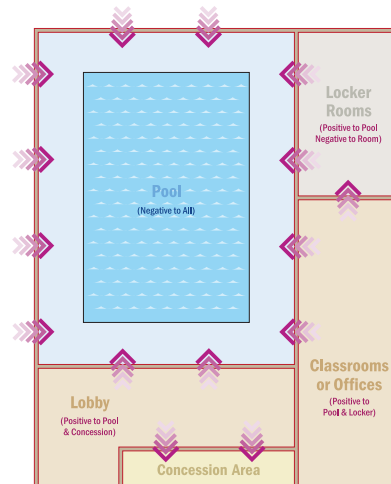 Locker
Rooms
(Positive to Pool
Negative to Room)
Pool
(Negative to All)
Classrooms
or Offices
(Positive to
Pool & Locker)
Lobby
(Positive to Pool
& Concession)
Concession Area